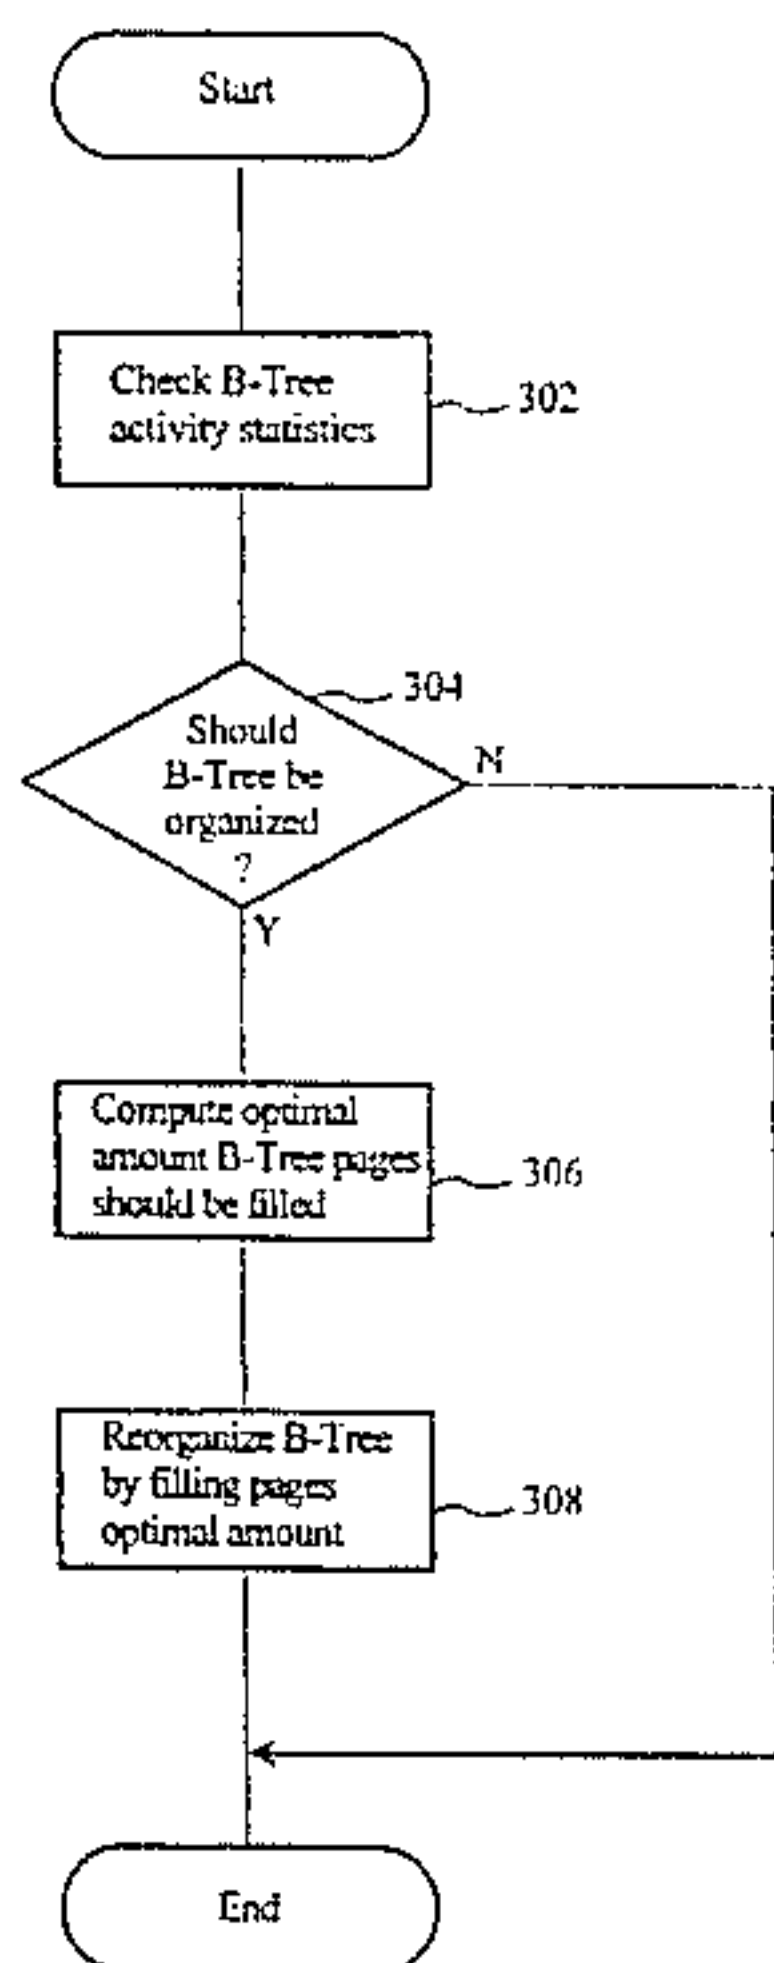 Start
Check B-Tree
activity statistics
302
304
Should
B-Tree be
organized
?
N
Y
Compute optimal
amount B-Tree pages
should be filled
306
Reorganize B-Tree
by filling pages
optimal amount
308
End